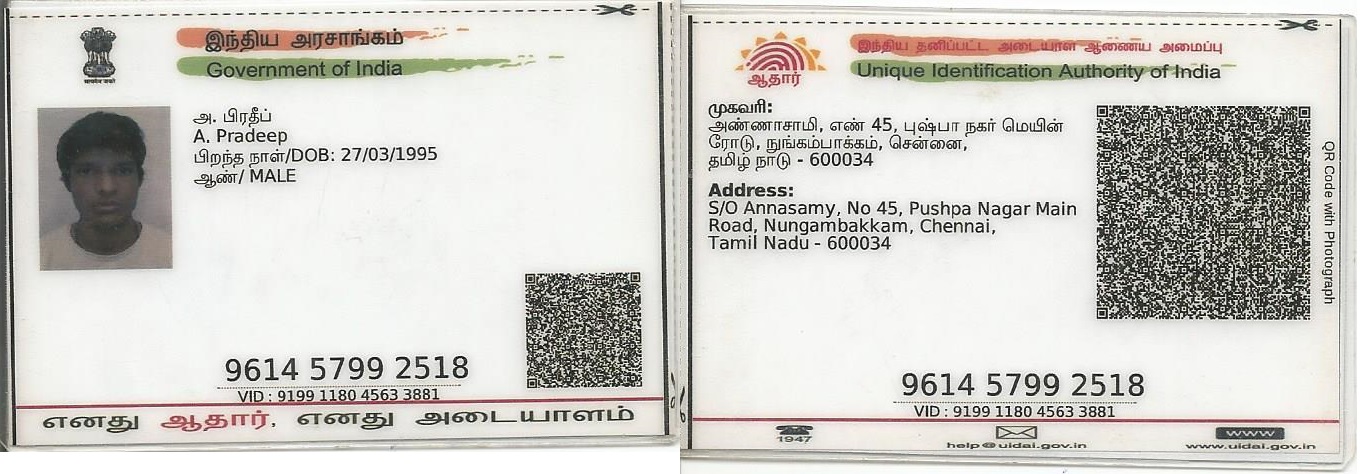 இந்திய அரசாங்கம்
Government of India
அ. பிரதீப்
A. Pradeep
பிறந்த நாள்/DOB: 27/03/1995
ஆண்/ MALE
9614 5799 2518
VID : 9199 1180 4563 3881
எனது ஆதார், எனது அடையாளம்
ஆதார்
இந்திய தனிப்பட்ட அடையாள ஆணைய அமைப்பு
Unique Identification Authority of India
முகவரி:
அண்ணாசாமி, எண் 45, புஷ்பா நகர் மெயின்
ரோடு, நுங்கம்பாக்கம், சென்னை,
தமிழ் நாடு - 600034
Address:
S/O Annasamy, No 45, Pushpa Nagar Main
Road, Nungambakkam, Chennai,
Tamil Nadu - 600034
QR Code with Photograph
9614 5799 2518
VID : 9199 1180 4563 3881
1947
help@uidai.gov.in
www
www.uidai.gov.in